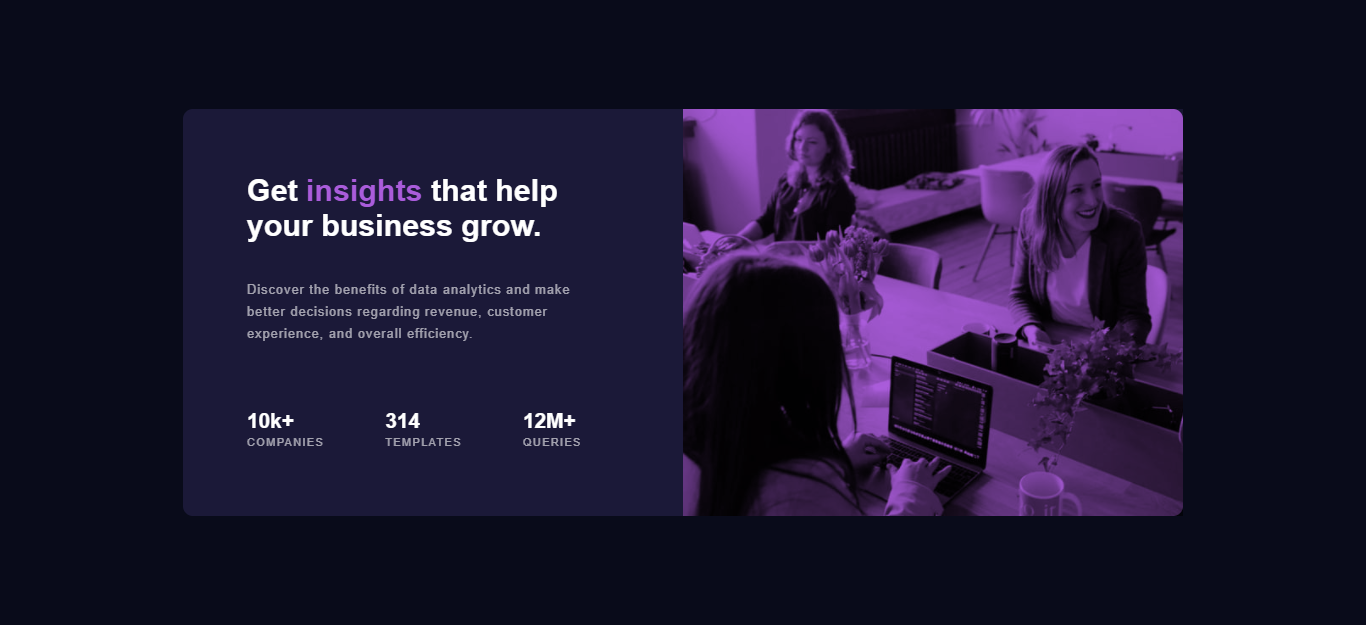 Get insights that help
your business grow.
Discover the benefits of data analytics and make
better decisions regarding revenue, customer
experience, and overall efficiency.
10k+ 314 12M+
COMPANIES TEMPLATES QUERIES